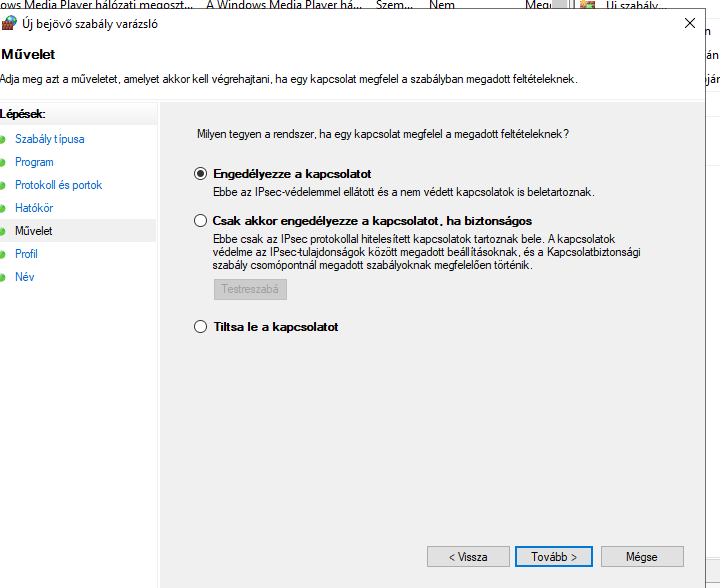 ows Media Player hálózati megoszt... A Windows Media Player há... Szem... Nem Új szabály...
Új bejövő szabály varázsló
Művelet
Adja meg azt a műveletet, amelyet akkor kell végrehajtani, ha egy kapcsolat megfelel a szabályban megadott feltételeknek.
Lépések:
Szabály típusa
Program
Protokoll és portok
Hatókör
Művelet
Profil
Név
Milyen tegyen a rendszer, ha egy kapcsolat megfelel a megadott feltételeknek?
Engedélyezze a kapcsolatot
Ebbe az IPsec-védelemmel ellátott és a nem védett kapcsolatok is beletartoznak.
Csak akkor engedélyezze a kapcsolatot, ha biztonságos
Ebbe csak az IPsec protokollal hitelesített kapcsolatok tartoznak bele. A kapcsolatok
védelme az IPsec-tulajdonságok között megadott beállításoknak, és a Kapcsolatbiztonsági
szabály csomópontnál megadott szabályoknak megfelelően történik.
Testreszabá
Tiltsa le a kapcsolatot
< Vissza
Tovább >
Mégse